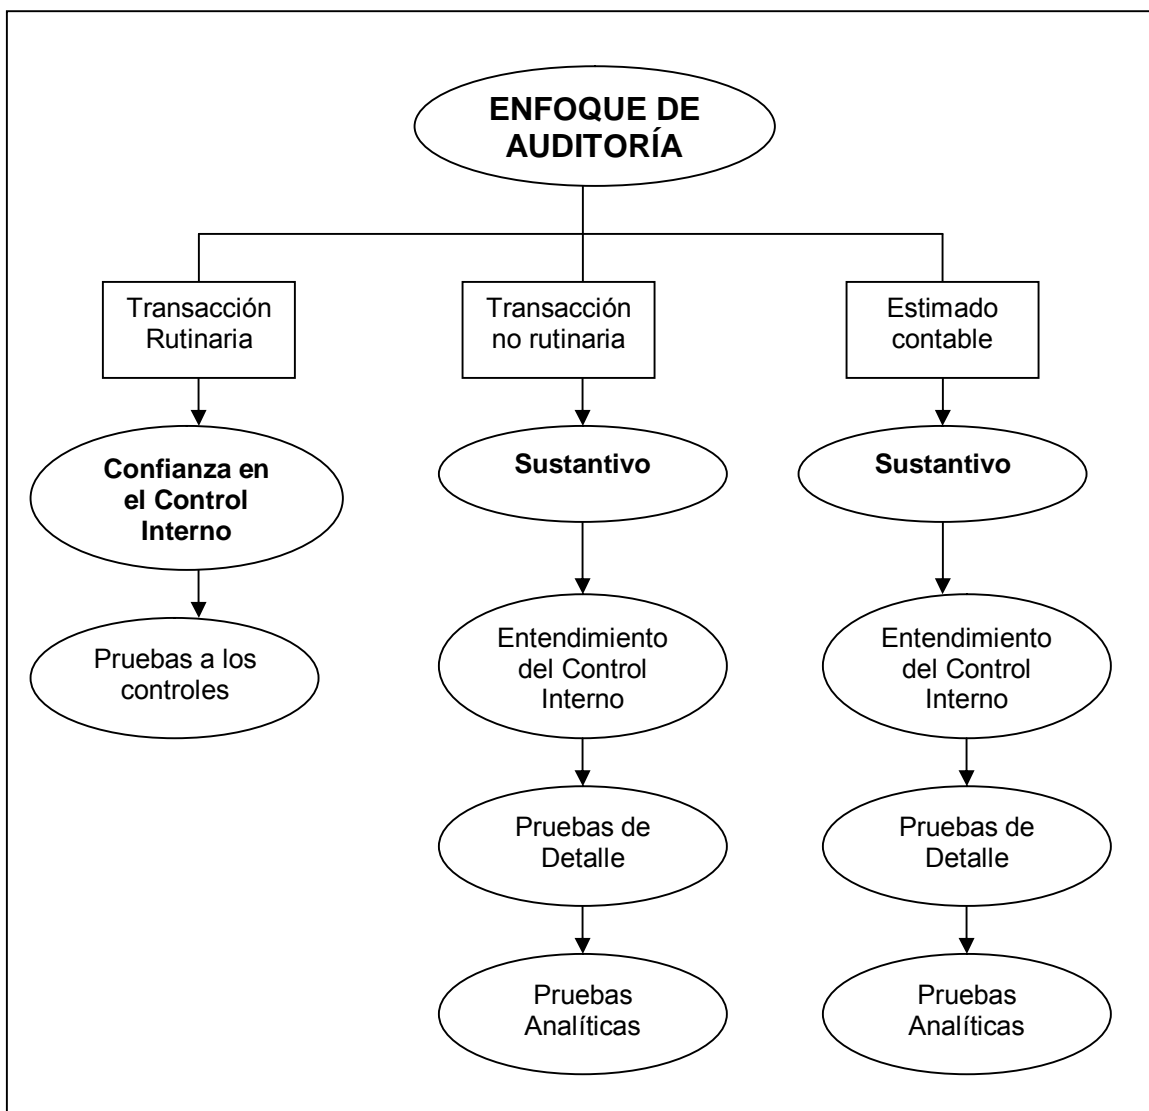 ENFOQUE DE
AUDITORÍA
Transacción
Rutinaria
Transacción
no rutinaria
Estimado
contable
Confianza en
el Control
Interno
Sustantivo
Sustantivo
Pruebas a los
controles
Entendimiento
del Control
Interno
Entendimiento
del Control
Interno
Pruebas de
Detalle
Pruebas de
Detalle
Pruebas
Analíticas
Pruebas
Analíticas